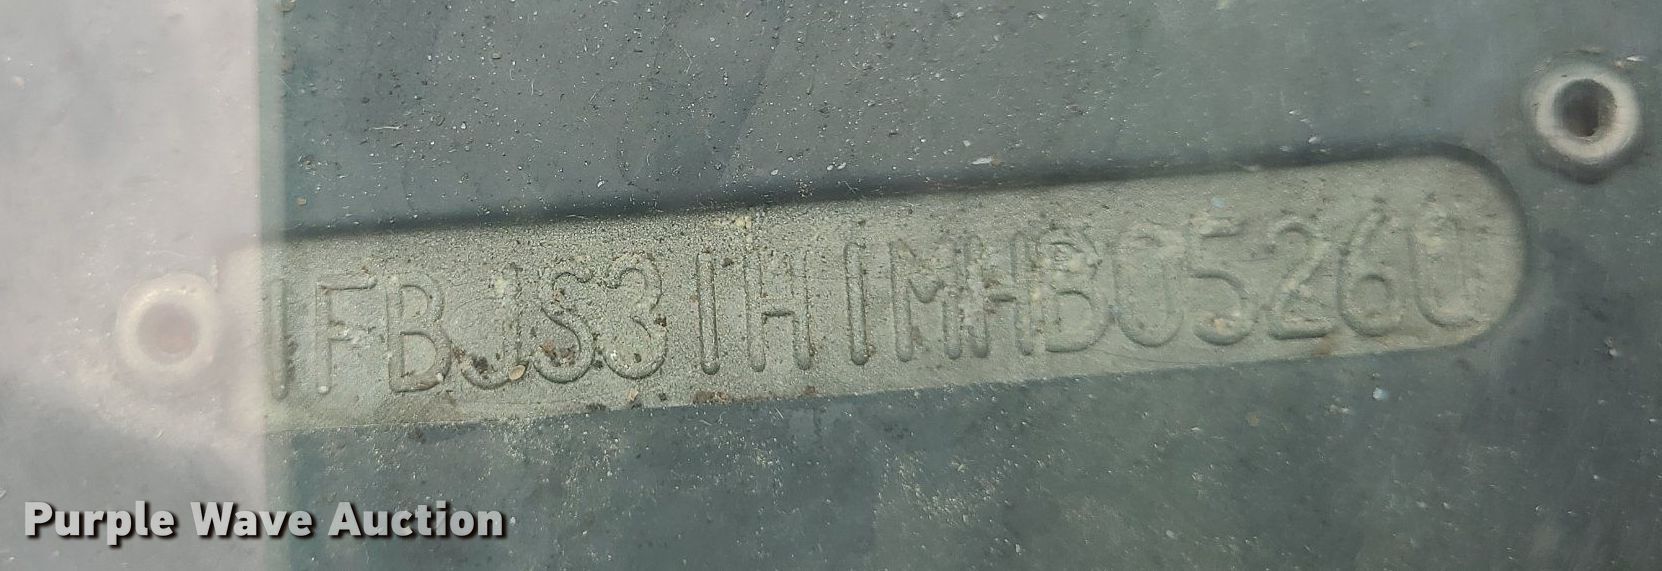 1FBJS31H1MHB05260
Purple Wave Auction